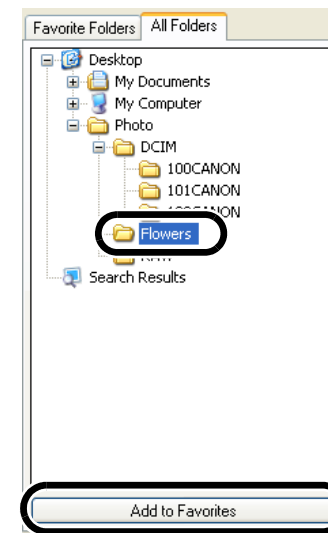 Favorite Folders All Folders
Desktop
My Documents
My Computer
Photo
DCIM
100CANON
101CANON
Flowers
Search Results
Add to Favorites